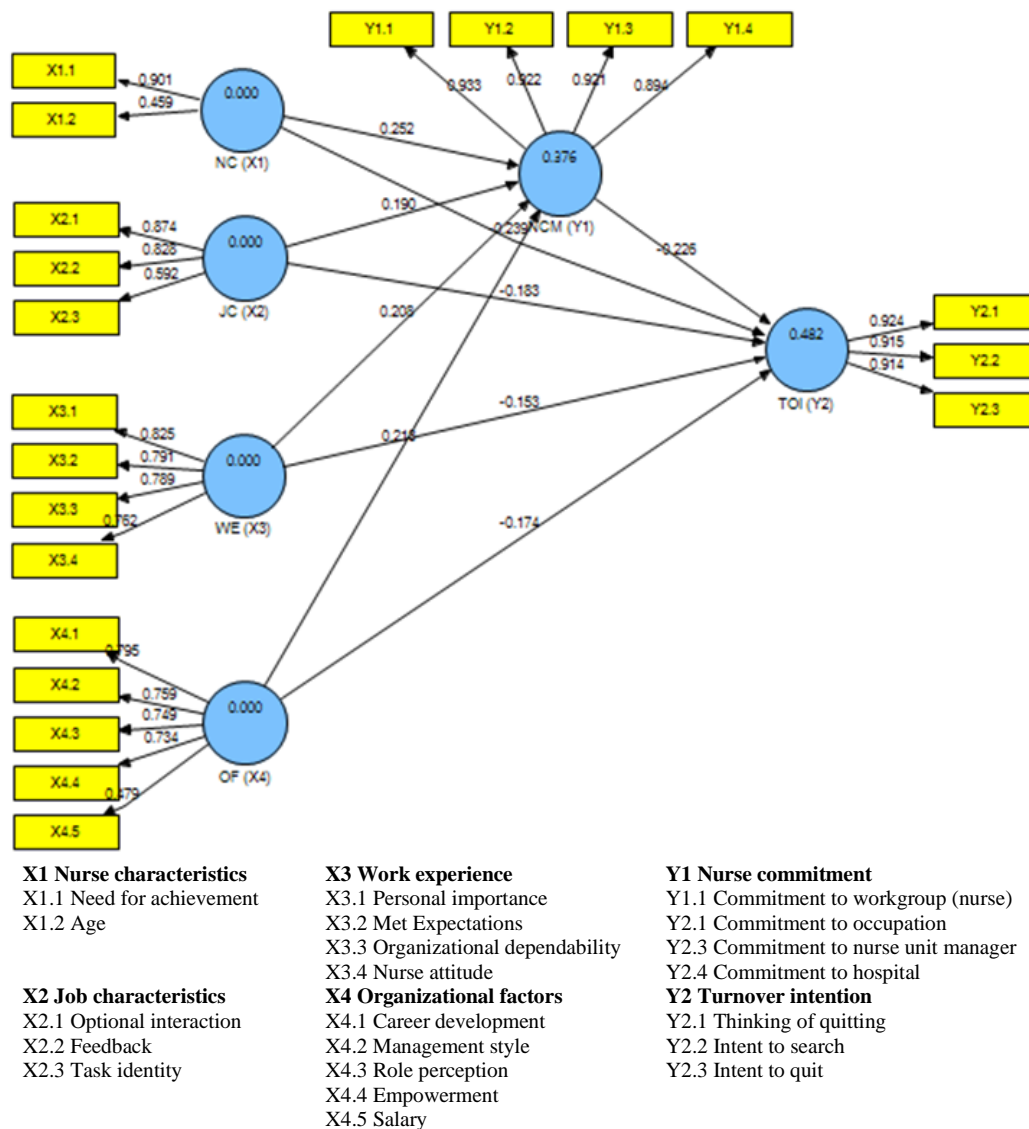 Y1.1 Y1.2 Y1.3 Y1.4
X1.1 0.901
X1.2 0.459
0.000
NC (X1)
0.933 0.922 0.921 0.894
0.252
0.376
NCM (Y1)
X2.1 0.874
X2.2 0.828
X2.3 0.592
0.000
JC (X2)
0.190
0.239
-0.226
-0.183
0.208
0.482
TOI (Y2)
0.924 Y2.1
0.915 Y2.2
0.914 Y2.3
X3.1 0.825
X3.2 0.791
X3.3 0.789
X3.4 0.762
0.000
WE (X3)
-0.153
-0.174
X4.1 0.795
X4.2 0.759
X4.3 0.749
X4.4 0.734
X4.5 0.479
0.000
OF (X4)
X1 Nurse characteristics
X1.1 Need for achievement
X1.2 Age
X2 Job characteristics
X2.1 Optional interaction
X2.2 Feedback
X2.3 Task identity
X3 Work experience
X3.1 Personal importance
X3.2 Met Expectations
X3.3 Organizational dependability
X3.4 Nurse attitude
X4 Organizational factors
X4.1 Career development
X4.2 Management style
X4.3 Role perception
X4.4 Empowerment
X4.5 Salary
Y1 Nurse commitment
Y1.1 Commitment to workgroup (nurse)
Y2.1 Commitment to occupation
Y2.3 Commitment to nurse unit manager
Y2.4 Commitment to hospital
Y2 Turnover intention
Y2.1 Thinking of quitting
Y2.2 Intent to search
Y2.3 Intent to quit